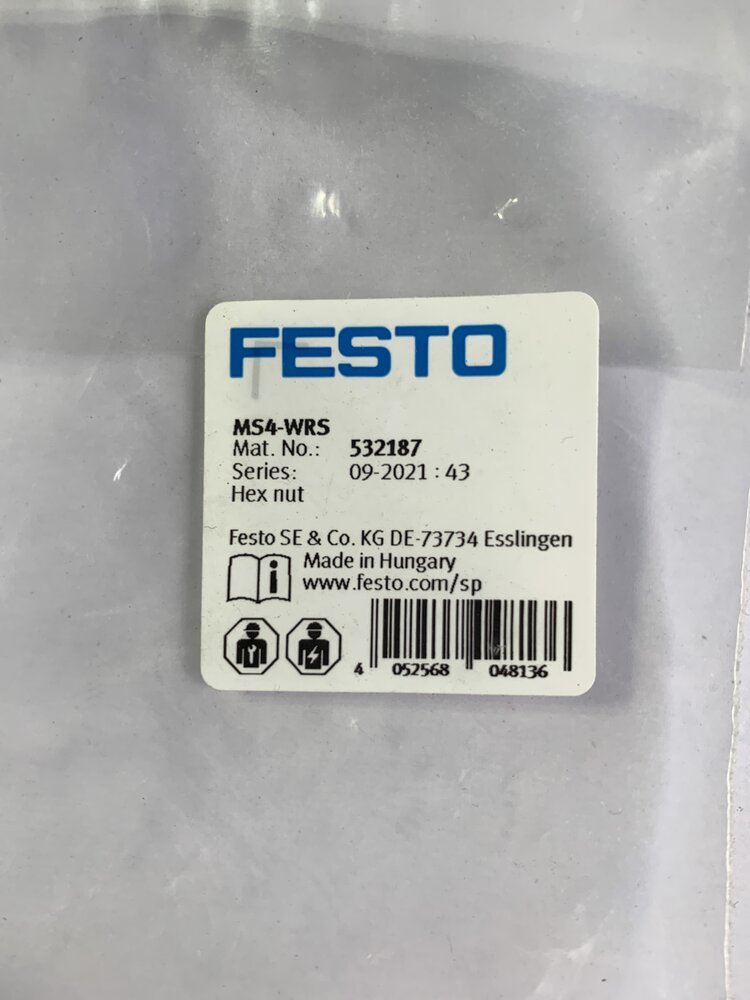 FESTO
MS4-WRS
Mat. No.: 532187
Series: 09-2021 : 43
Hex nut
Festo SE & Co. KG DE-73734 Esslingen
Made in Hungary
www.festo.com/sp
4 052568 048136